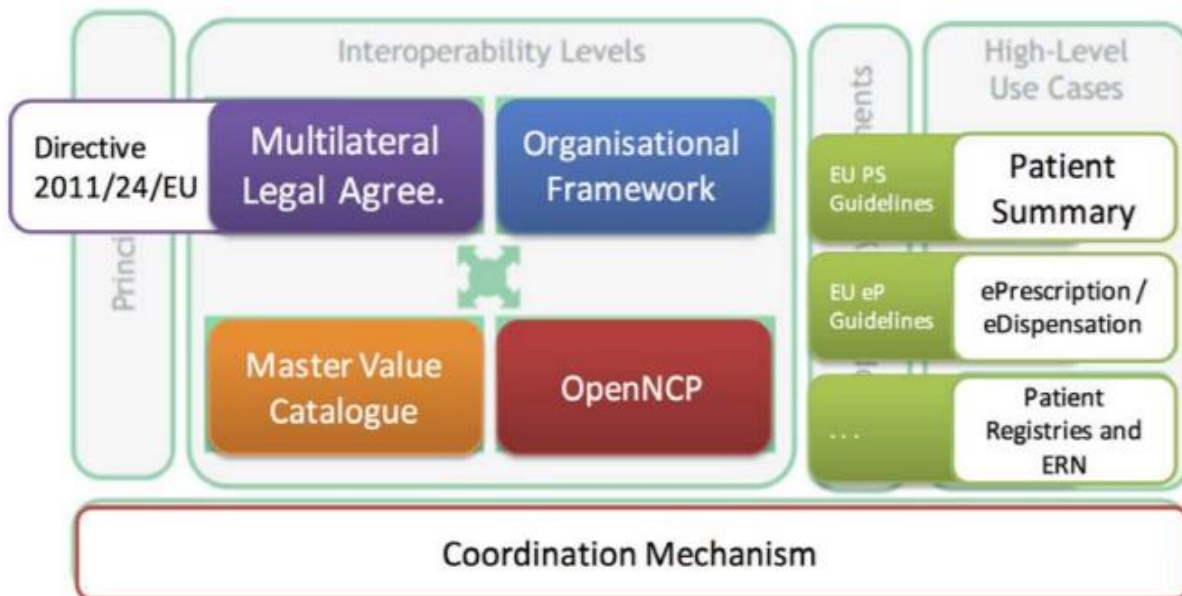 Interoperability Levels
High-Level
Use Cases
Directive
2011/24/EU
Multilateral
Legal Agree.
Organisational
Framework
EU PS
Guidelines
Patient
Summary
Master Value
Catalogue
OpenNCP
EU eP
Guidelines
ePrescription /
eDispensation
...
Patient
Registries and
ERN
Coordination Mechanism